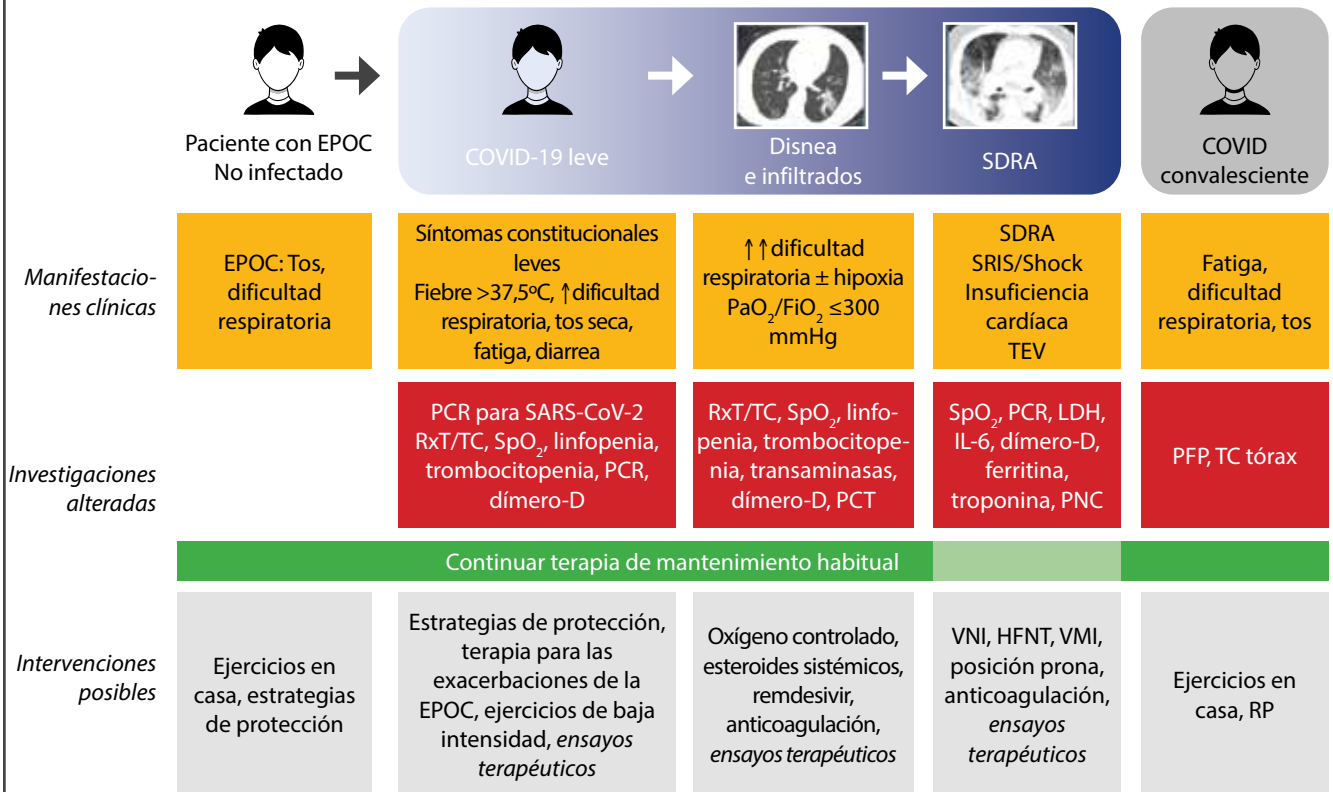 Paciente con EPOC
No infectado
COVID-19 leve
Disnea
e infiltrados
SDRA
COVID
convalesciente
Manifestacio-
nes clínicas
EPOC: Tos,
dificultad
respiratoria
Síntomas constitucionales
leves
Fiebre >37,5ºC, ↑dificultad
respiratoria, tos seca,
fatiga, diarrea
↑↑dificultad
respiratoria ± hipoxia
PaO₂/FiO₂ ≤300
mmHg
SDRA
SRIS/Shock
Insuficiencia
cardíaca
TEV
Fatiga,
dificultad
respiratoria, tos
Investigaciones
alteradas
PCR para SARS-CoV-2
RxT/TC, SpO₂, linfopenia,
trombocitopenia, PCR,
dímero-D
RxT/TC, SpO₂, linfo-
penia, trombocitope-
nia, transaminasas,
dímero-D, PCT
SpO₂, PCR, LDH,
IL-6, dímero-D,
ferritina,
troponina, PNC
PFP, TC tórax
Continuar terapia de mantenimiento habitual
Intervenciones
posibles
Ejercicios en
casa, estrategias
de protección
Estrategias de protección,
terapia para las
exacerbaciones de la
EPOC, ejercicios de baja
intensidad, ensayos
terapéuticos
Oxígeno controlado,
esteroides sistémicos,
remdesivir,
anticoagulación,
ensayos terapéuticos
VNI, HFNT, VMI,
posición prona,
anticoagulación,
ensayos
terapéuticos
Ejercicios en
casa, RP